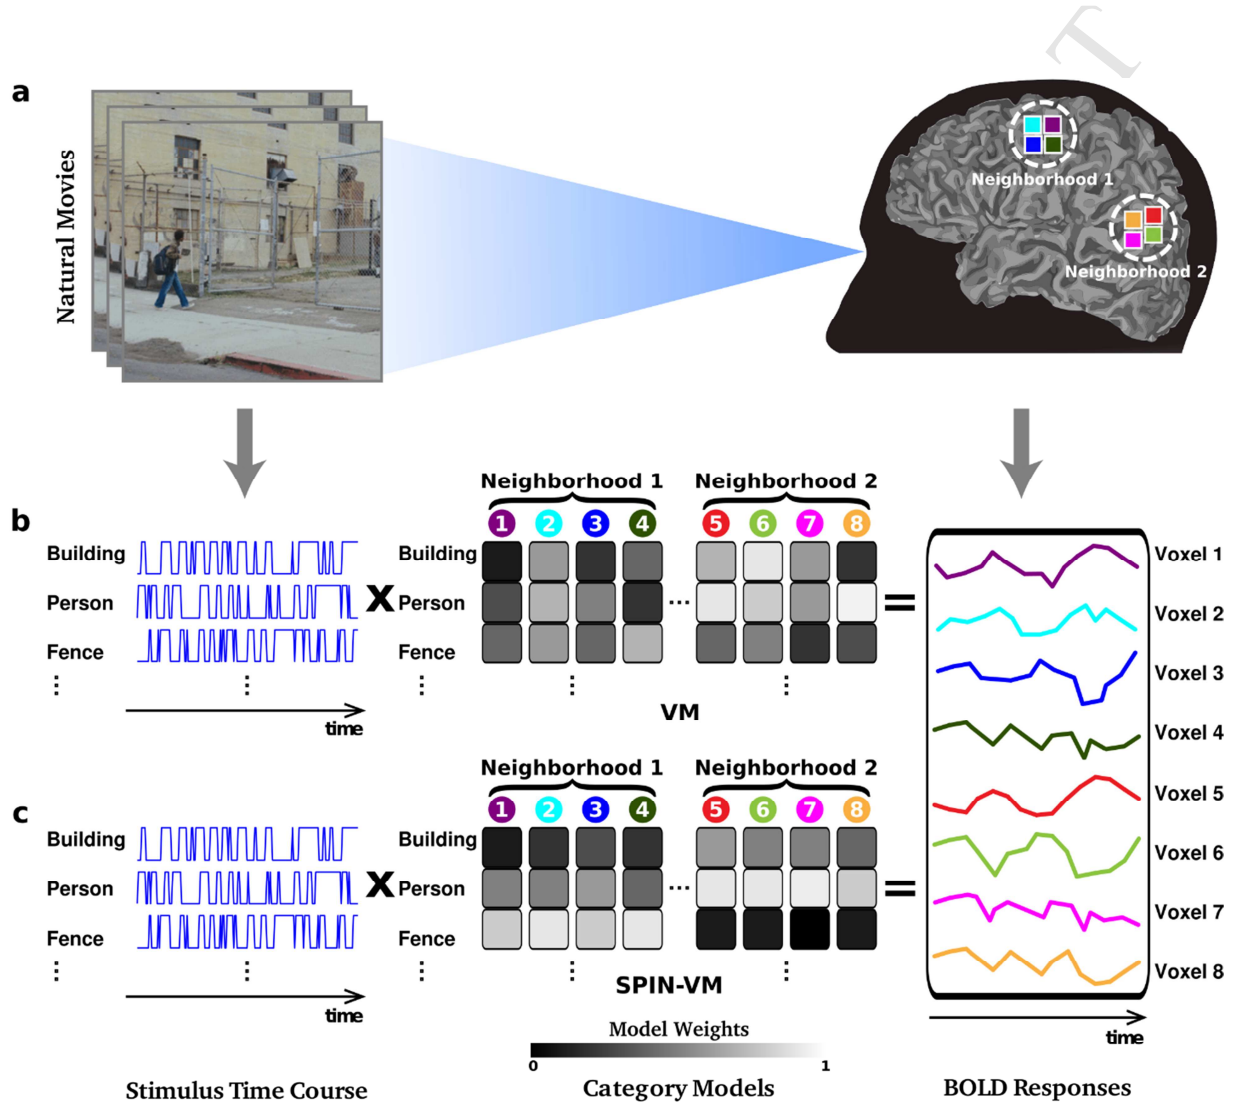 T
a
Natural Movies
Neighborhood 1
Neighborhood 2
b
Neighborhood 1 Neighborhood 2
1 2 3 4 5 6 7 8
Building Building
Person X Person ... =
Fence Fence
time
VM
c
Neighborhood 1 Neighborhood 2
1 2 3 4 5 6 7 8
Building Building
Person X Person ... =
Fence Fence
time
SPIN-VM
Model Weights
0 1
Stimulus Time Course
Category Models
Voxel 1
Voxel 2
Voxel 3
Voxel 4
Voxel 5
Voxel 6
Voxel 7
Voxel 8
time
BOLD Responses